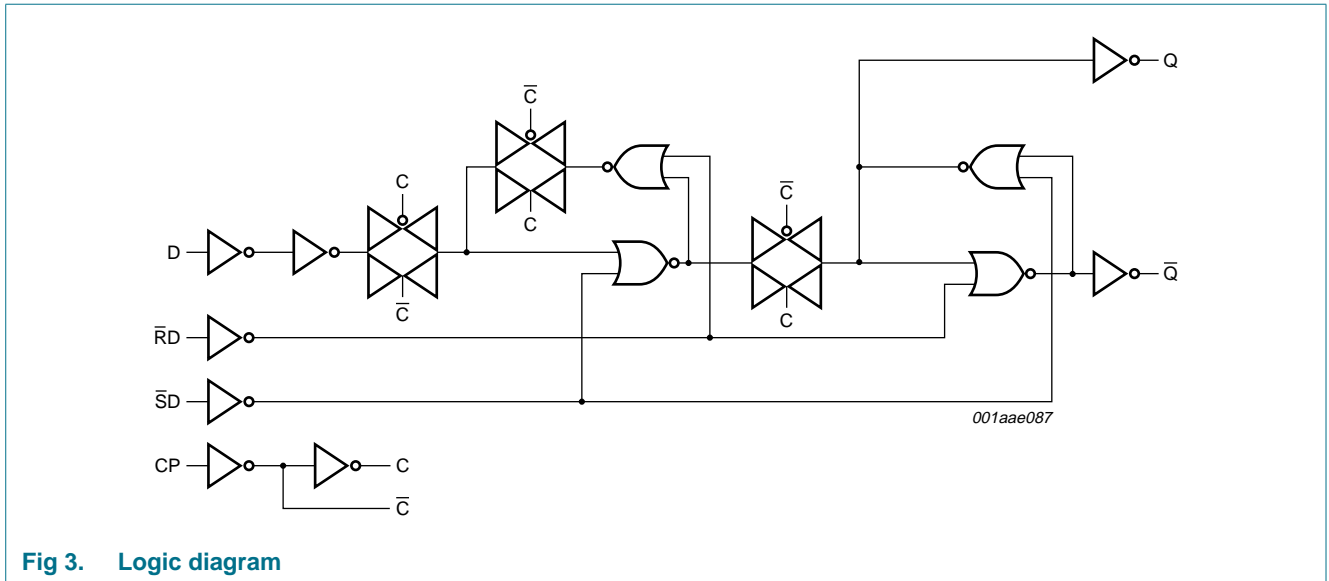 Q
C̅
C
C̅
C
D
C̅
C
Q̅
R̅D
S̅D
001aae087
CP
C
C̅
Fig 3. Logic diagram